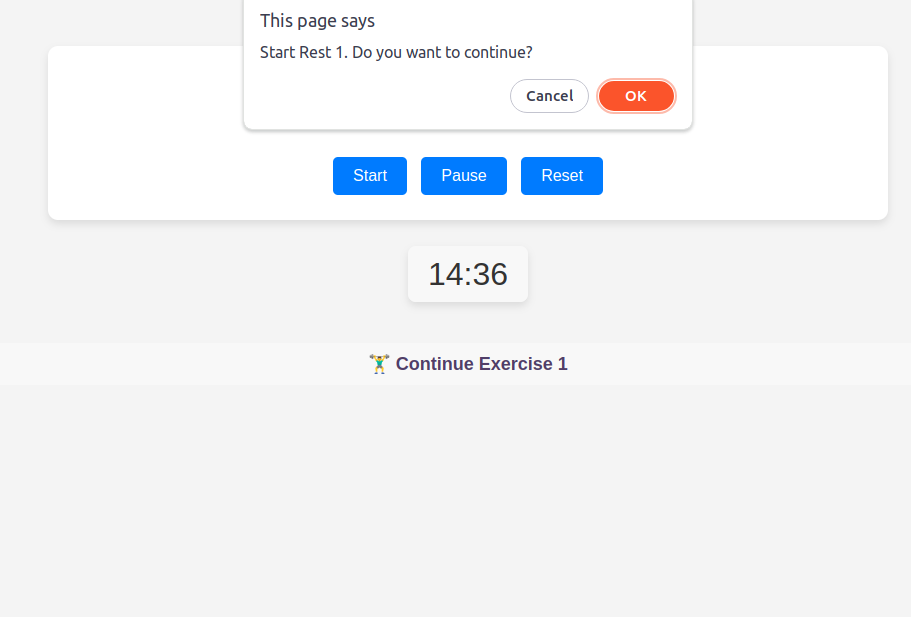 This page says
Start Rest 1. Do you want to continue?
Cancel OK
Start Pause Reset
14:36
🏋️‍♂️ Continue Exercise 1